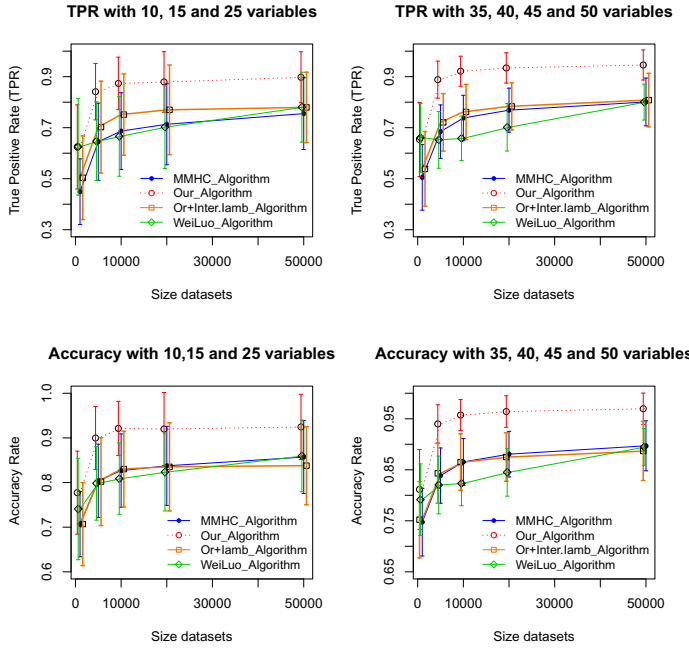 TPR with 10, 15 and 25 variables
True Positive Rate (TPR)
0.9
0.7
0.5
0.3
MMHC_Algorithm
Our_Algorithm
Or+Inter.Iamb_Algorithm
WeiLuo_Algorithm
0
10000
30000
50000
Size datasets
TPR with 35, 40, 45 and 50 variables
True Positive Rate (TPR)
0.9
0.7
0.5
0.3
MMHC_Algorithm
Our_Algorithm
Or+Inter.Iamb_Algorithm
WeiLuo_Algorithm
0
10000
30000
50000
Size datasets
Accuracy with 10,15 and 25 variables
Accuracy Rate
1.0
0.9
0.8
0.7
0.6
MMHC_Algorithm
Our_Algorithm
Or+Iamb_Algorithm
WeiLuo_Algorithm
0
10000
30000
50000
Size datasets
Accuracy with 35, 40, 45 and 50 variables
Accuracy Rate
0.95
0.85
0.75
0.65
MMHC_Algorithm
Our_Algorithm
Or+Inter.Iamb_Algorithm
WeiLuo_Algorithm
0
10000
30000
50000
Size datasets